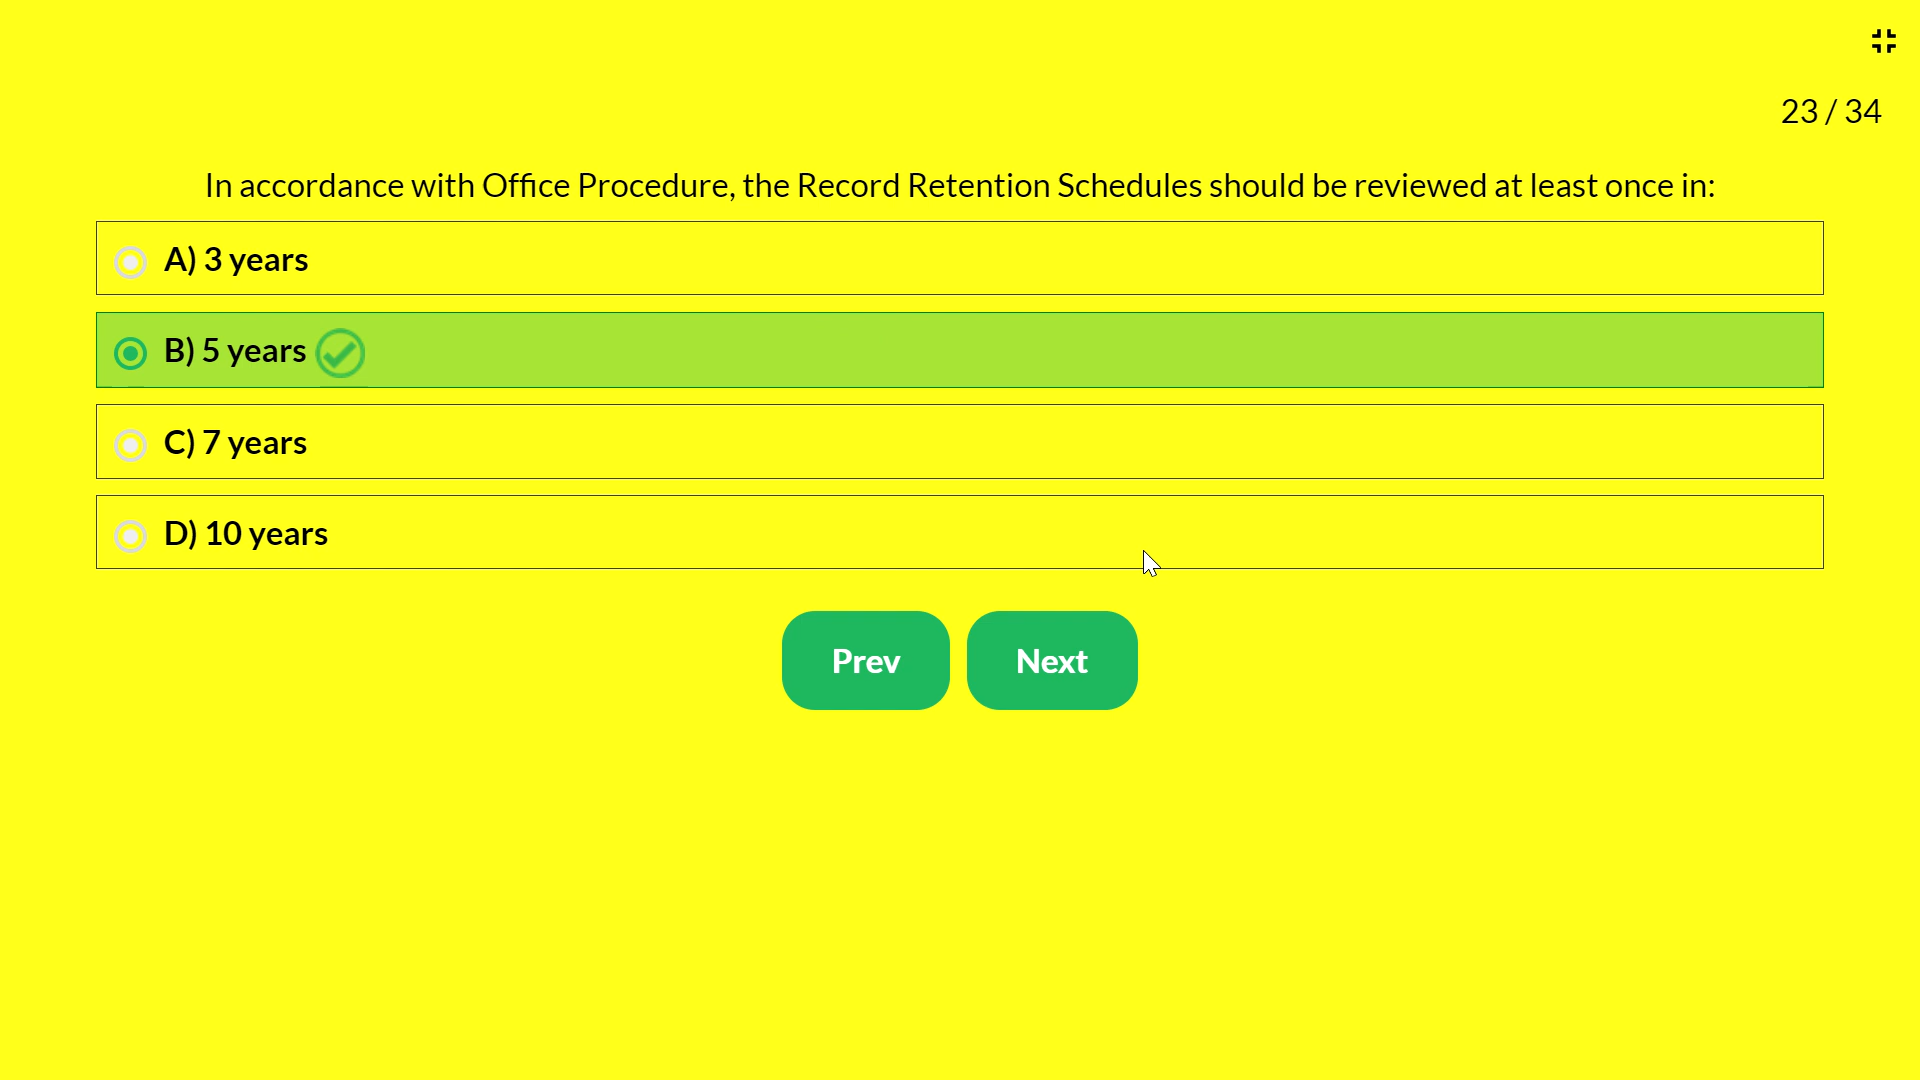 23 / 34
In accordance with Office Procedure, the Record Retention Schedules should be reviewed at least once in:
A) 3 years
B) 5 years
C) 7 years
D) 10 years
Prev
Next